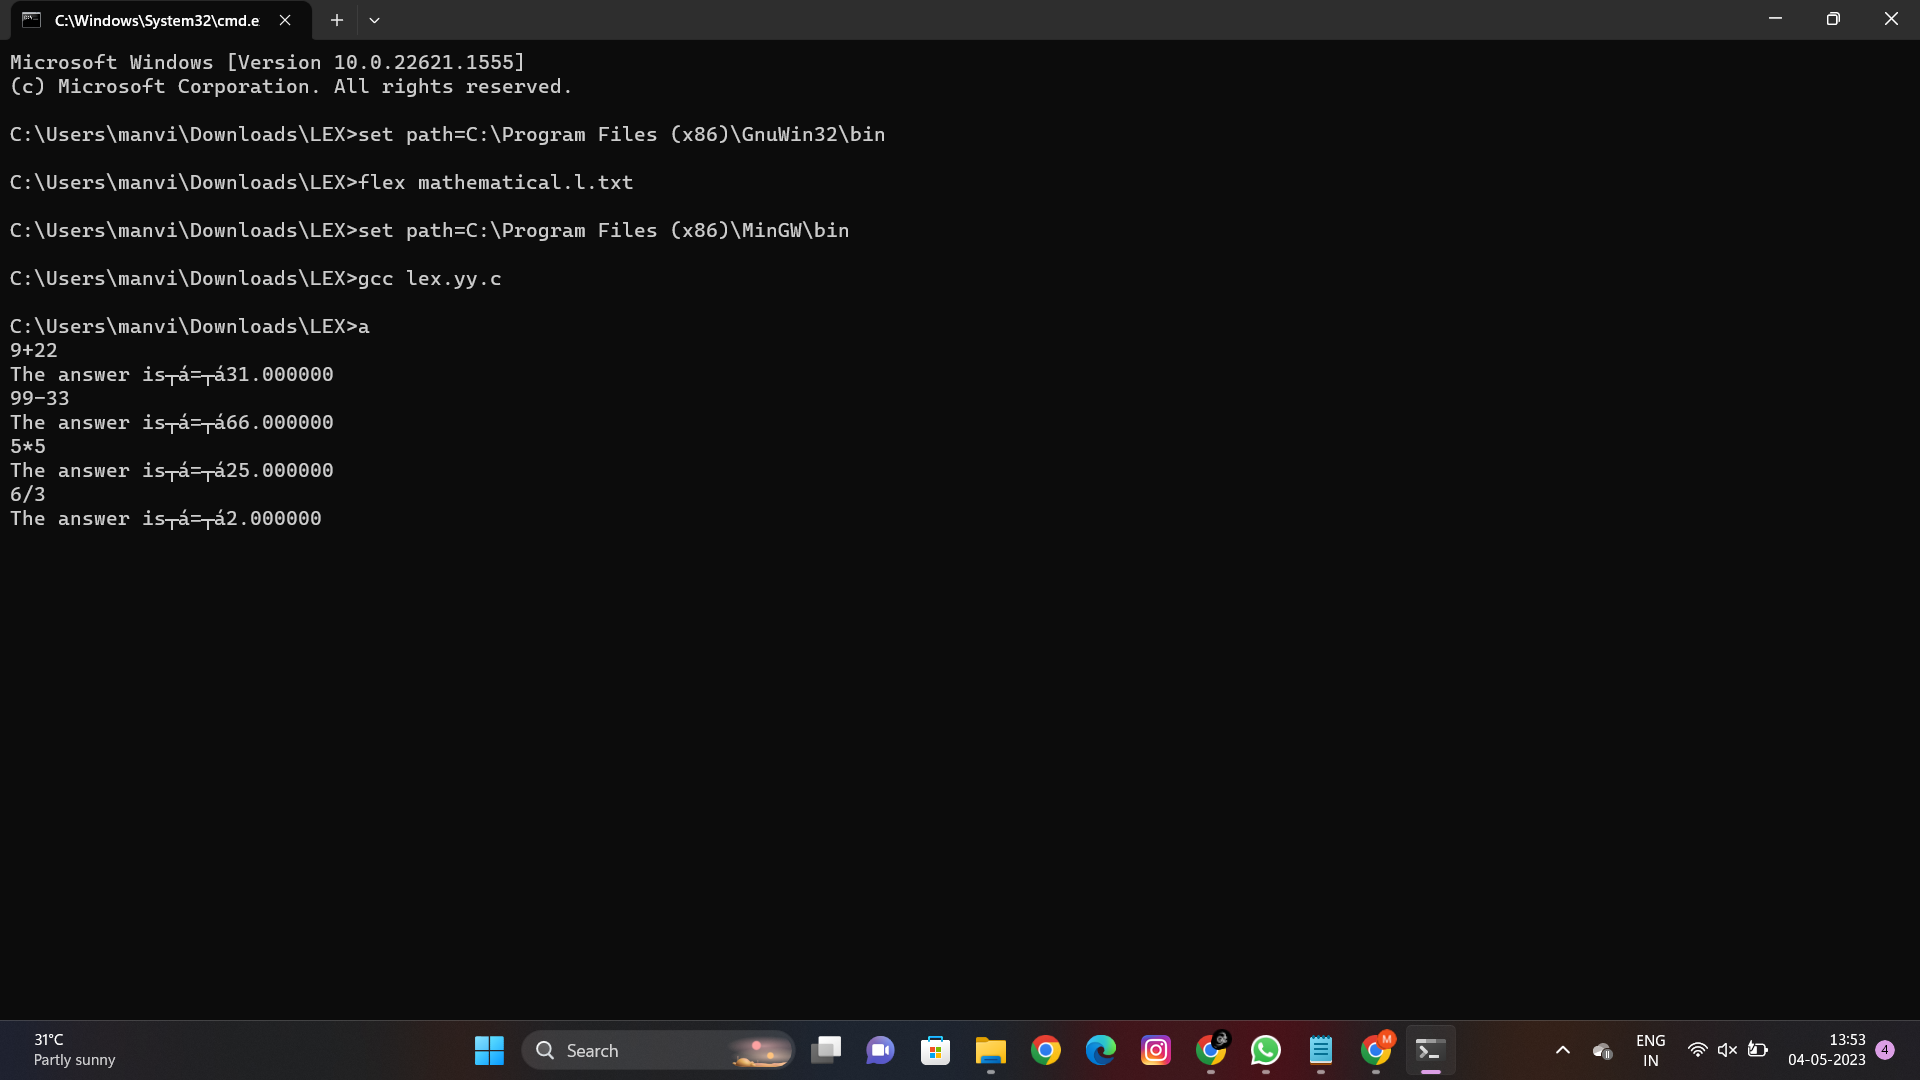 C:\Windows\System32\cmd.e
Microsoft Windows [Version 10.0.22621.1555]
(c) Microsoft Corporation. All rights reserved.
C:\Users\manvi\Downloads\LEX>set path=C:\Program Files (x86)\GnuWin32\bin
C:\Users\manvi\Downloads\LEX>flex mathematical.l.txt
C:\Users\manvi\Downloads\LEX>set path=C:\Program Files (x86)\MinGW\bin
C:\Users\manvi\Downloads\LEX>gcc lex.yy.c
C:\Users\manvi\Downloads\LEX>a
9+22
The answer is┬á=┬á31.000000
99-33
The answer is┬á=┬á66.000000
5*5
The answer is┬á=┬á25.000000
6/3
The answer is┬á=┬á2.000000
31°C
Partly sunny
Search
M
ENG
IN
13:53
04-05-2023
4